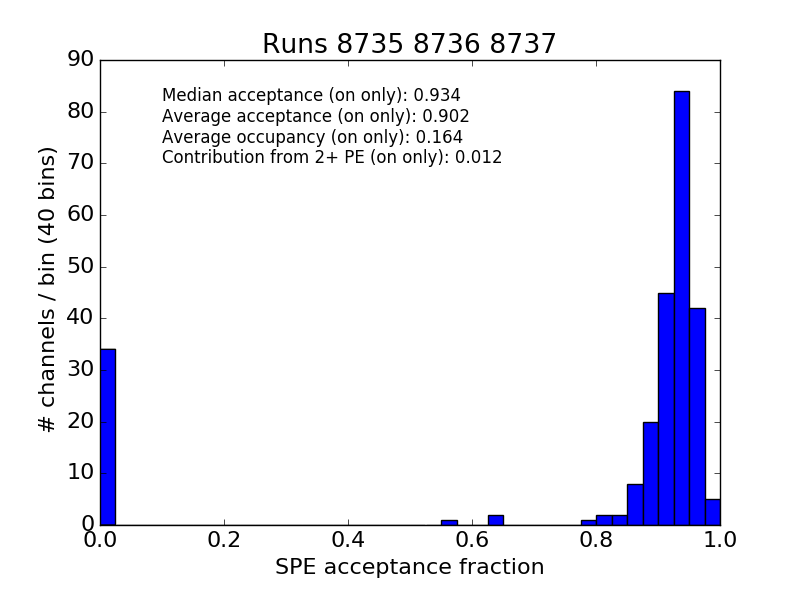 Runs 8735 8736 8737
90
80
70
60
50
40
30
20
10
0
# channels / bin (40 bins)
Median acceptance (on only): 0.934
Average acceptance (on only): 0.902
Average occupancy (on only): 0.164
Contribution from 2+ PE (on only): 0.012
0.0 0.2 0.4 0.6 0.8 1.0
SPE acceptance fraction